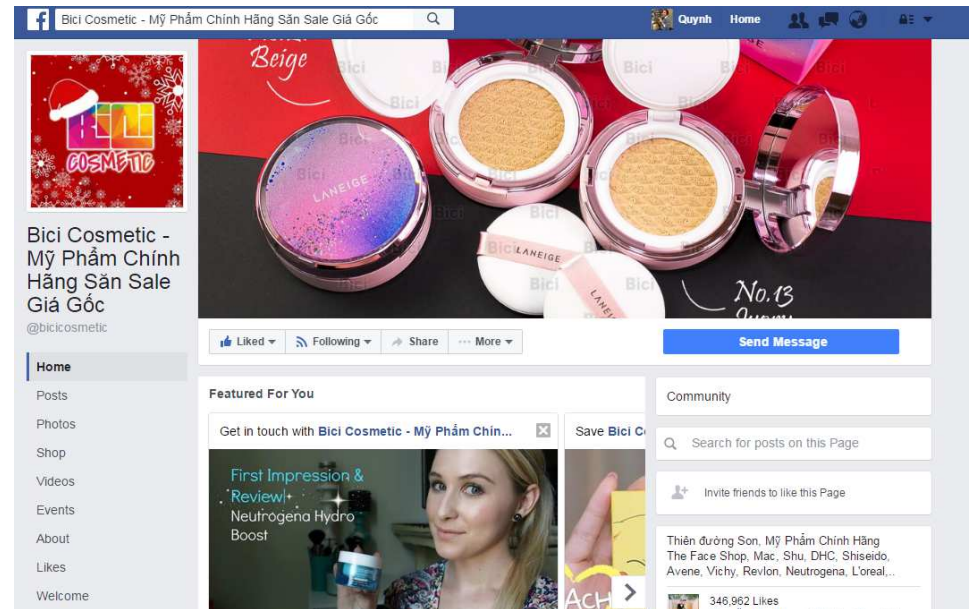 Bici Cosmetic - Mỹ Phẩm Chính Hãng Săn Sale Giá Gốc
Quynh Home
Beige
Bici
LANEIGE
LANEIGE
No.13
BICI
COSMETIC
Bici Cosmetic -
Mỹ Phẩm Chính
Hãng Săn Sale
Giá Gốc
@bicicosmetic
Liked Following Share ··· More
Send Message
Home
Posts
Photos
Shop
Videos
Events
About
Likes
Welcome
Featured For You
Get in touch with Bici Cosmetic - Mỹ Phẩm Chín...
Save Bici C
First Impression &
Review
Neutrogena Hydro
Boost
ACH
Community
Search for posts on this Page
Invite friends to like this Page
Thiên đường Son, Mỹ Phẩm Chính Hãng
The Face Shop, Mac, Shu, DHC, Shiseido,
Avene, Vichy, Revlon, Neutrogena, L'oreal,..
346,962 Likes